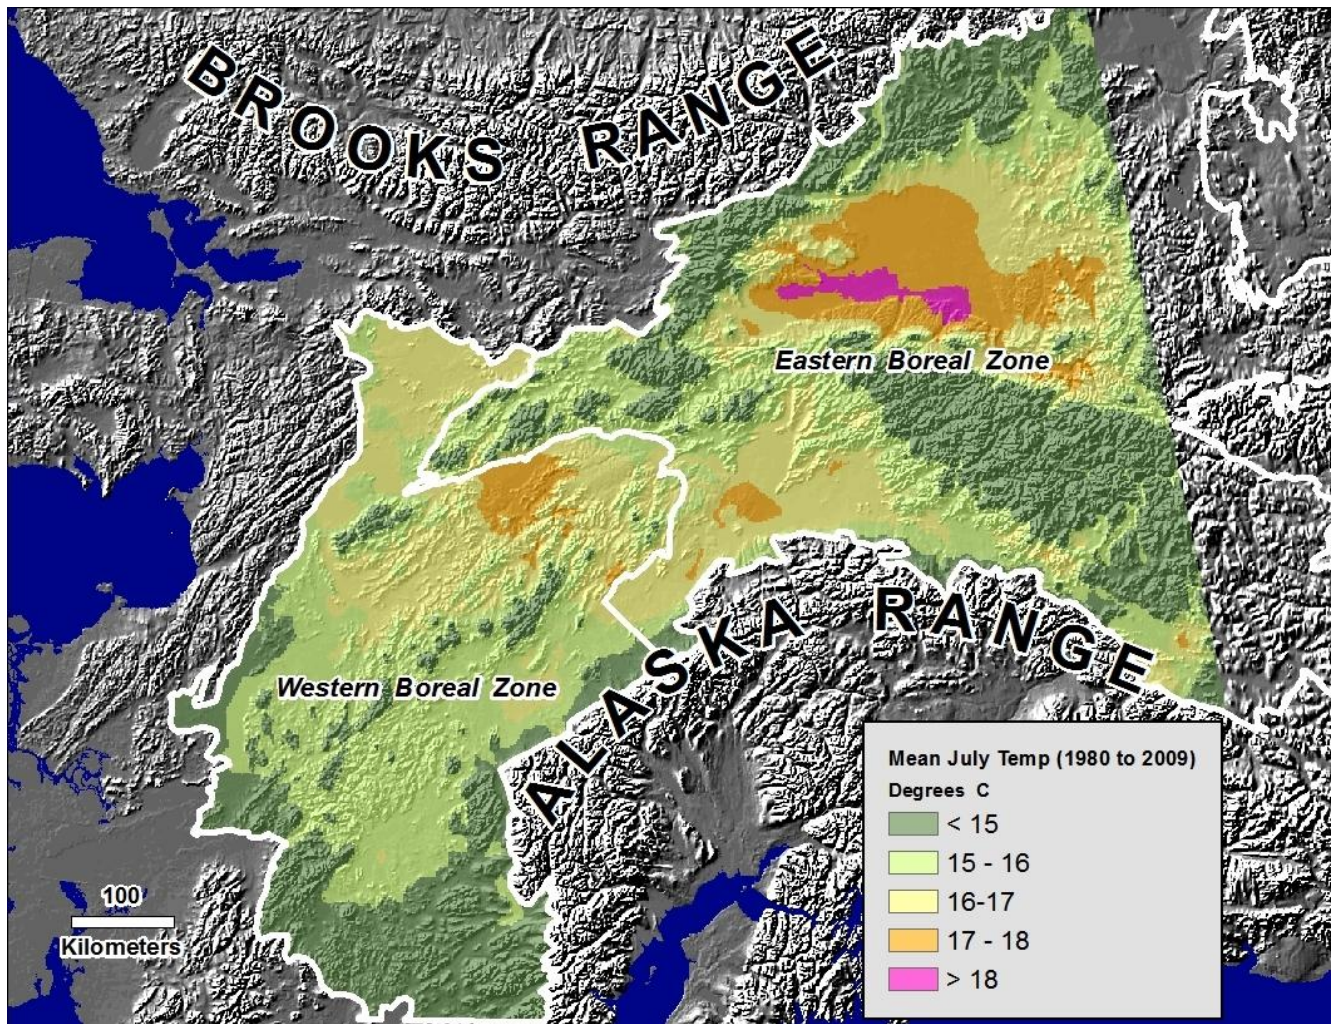 BROOKS RANGE
Eastern Boreal Zone
Western Boreal Zone
ALASKA RANGE
Mean July Temp (1980 to 2009)
Degrees C
< 15
15 - 16
16-17
17 - 18
> 18
100
Kilometers